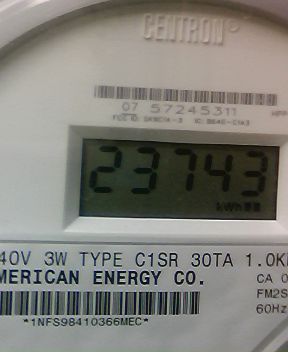 CENTRON®
07 57245311
23743
kWh
40V 3W TYPE C1SR 30TA 1.0K
MERICAN ENERGY CO.
CA 0
FM2S
60Hz
*1NFS98410366MEC*